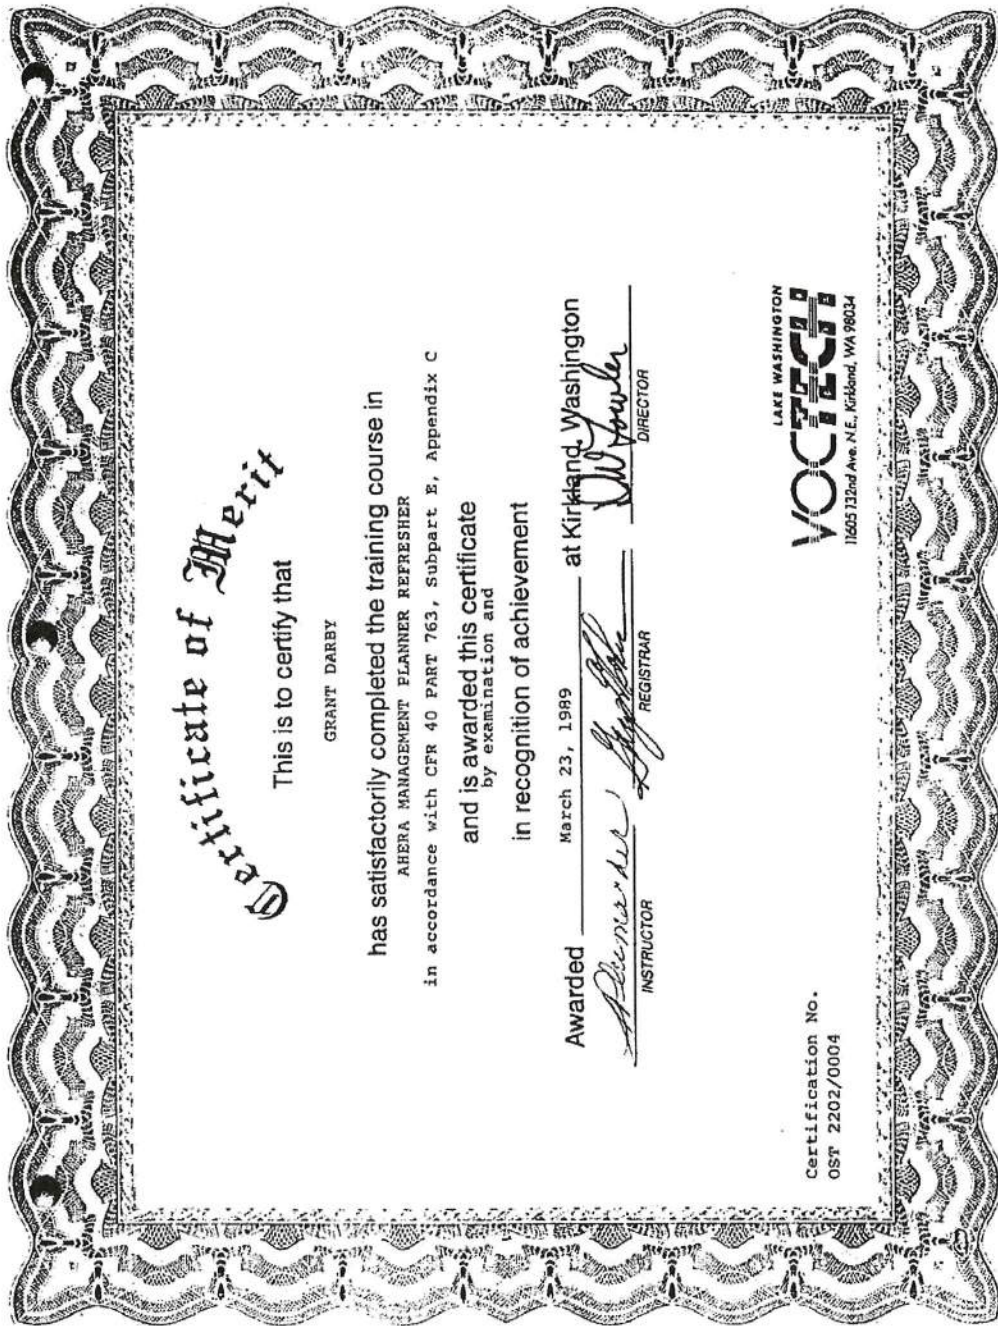 Certificate of Merit
This is to certify that
GRANT DARBY
has satisfactorily completed the training course in
AHERA MANAGEMENT PLANNER REFRESHER
in accordance with CFR 40 PART 763, Subpart E, Appendix C
and is awarded this certificate
by examination and
in recognition of achievement
Awarded March 23, 1989 at Kirkland, Washington
INSTRUCTOR REGISTRAR DIRECTOR
Certification No.
OST 2202/0004
LAKE WASHINGTON
VOCTECH
11605 132nd Ave. N.E., Kirkland, WA 98034